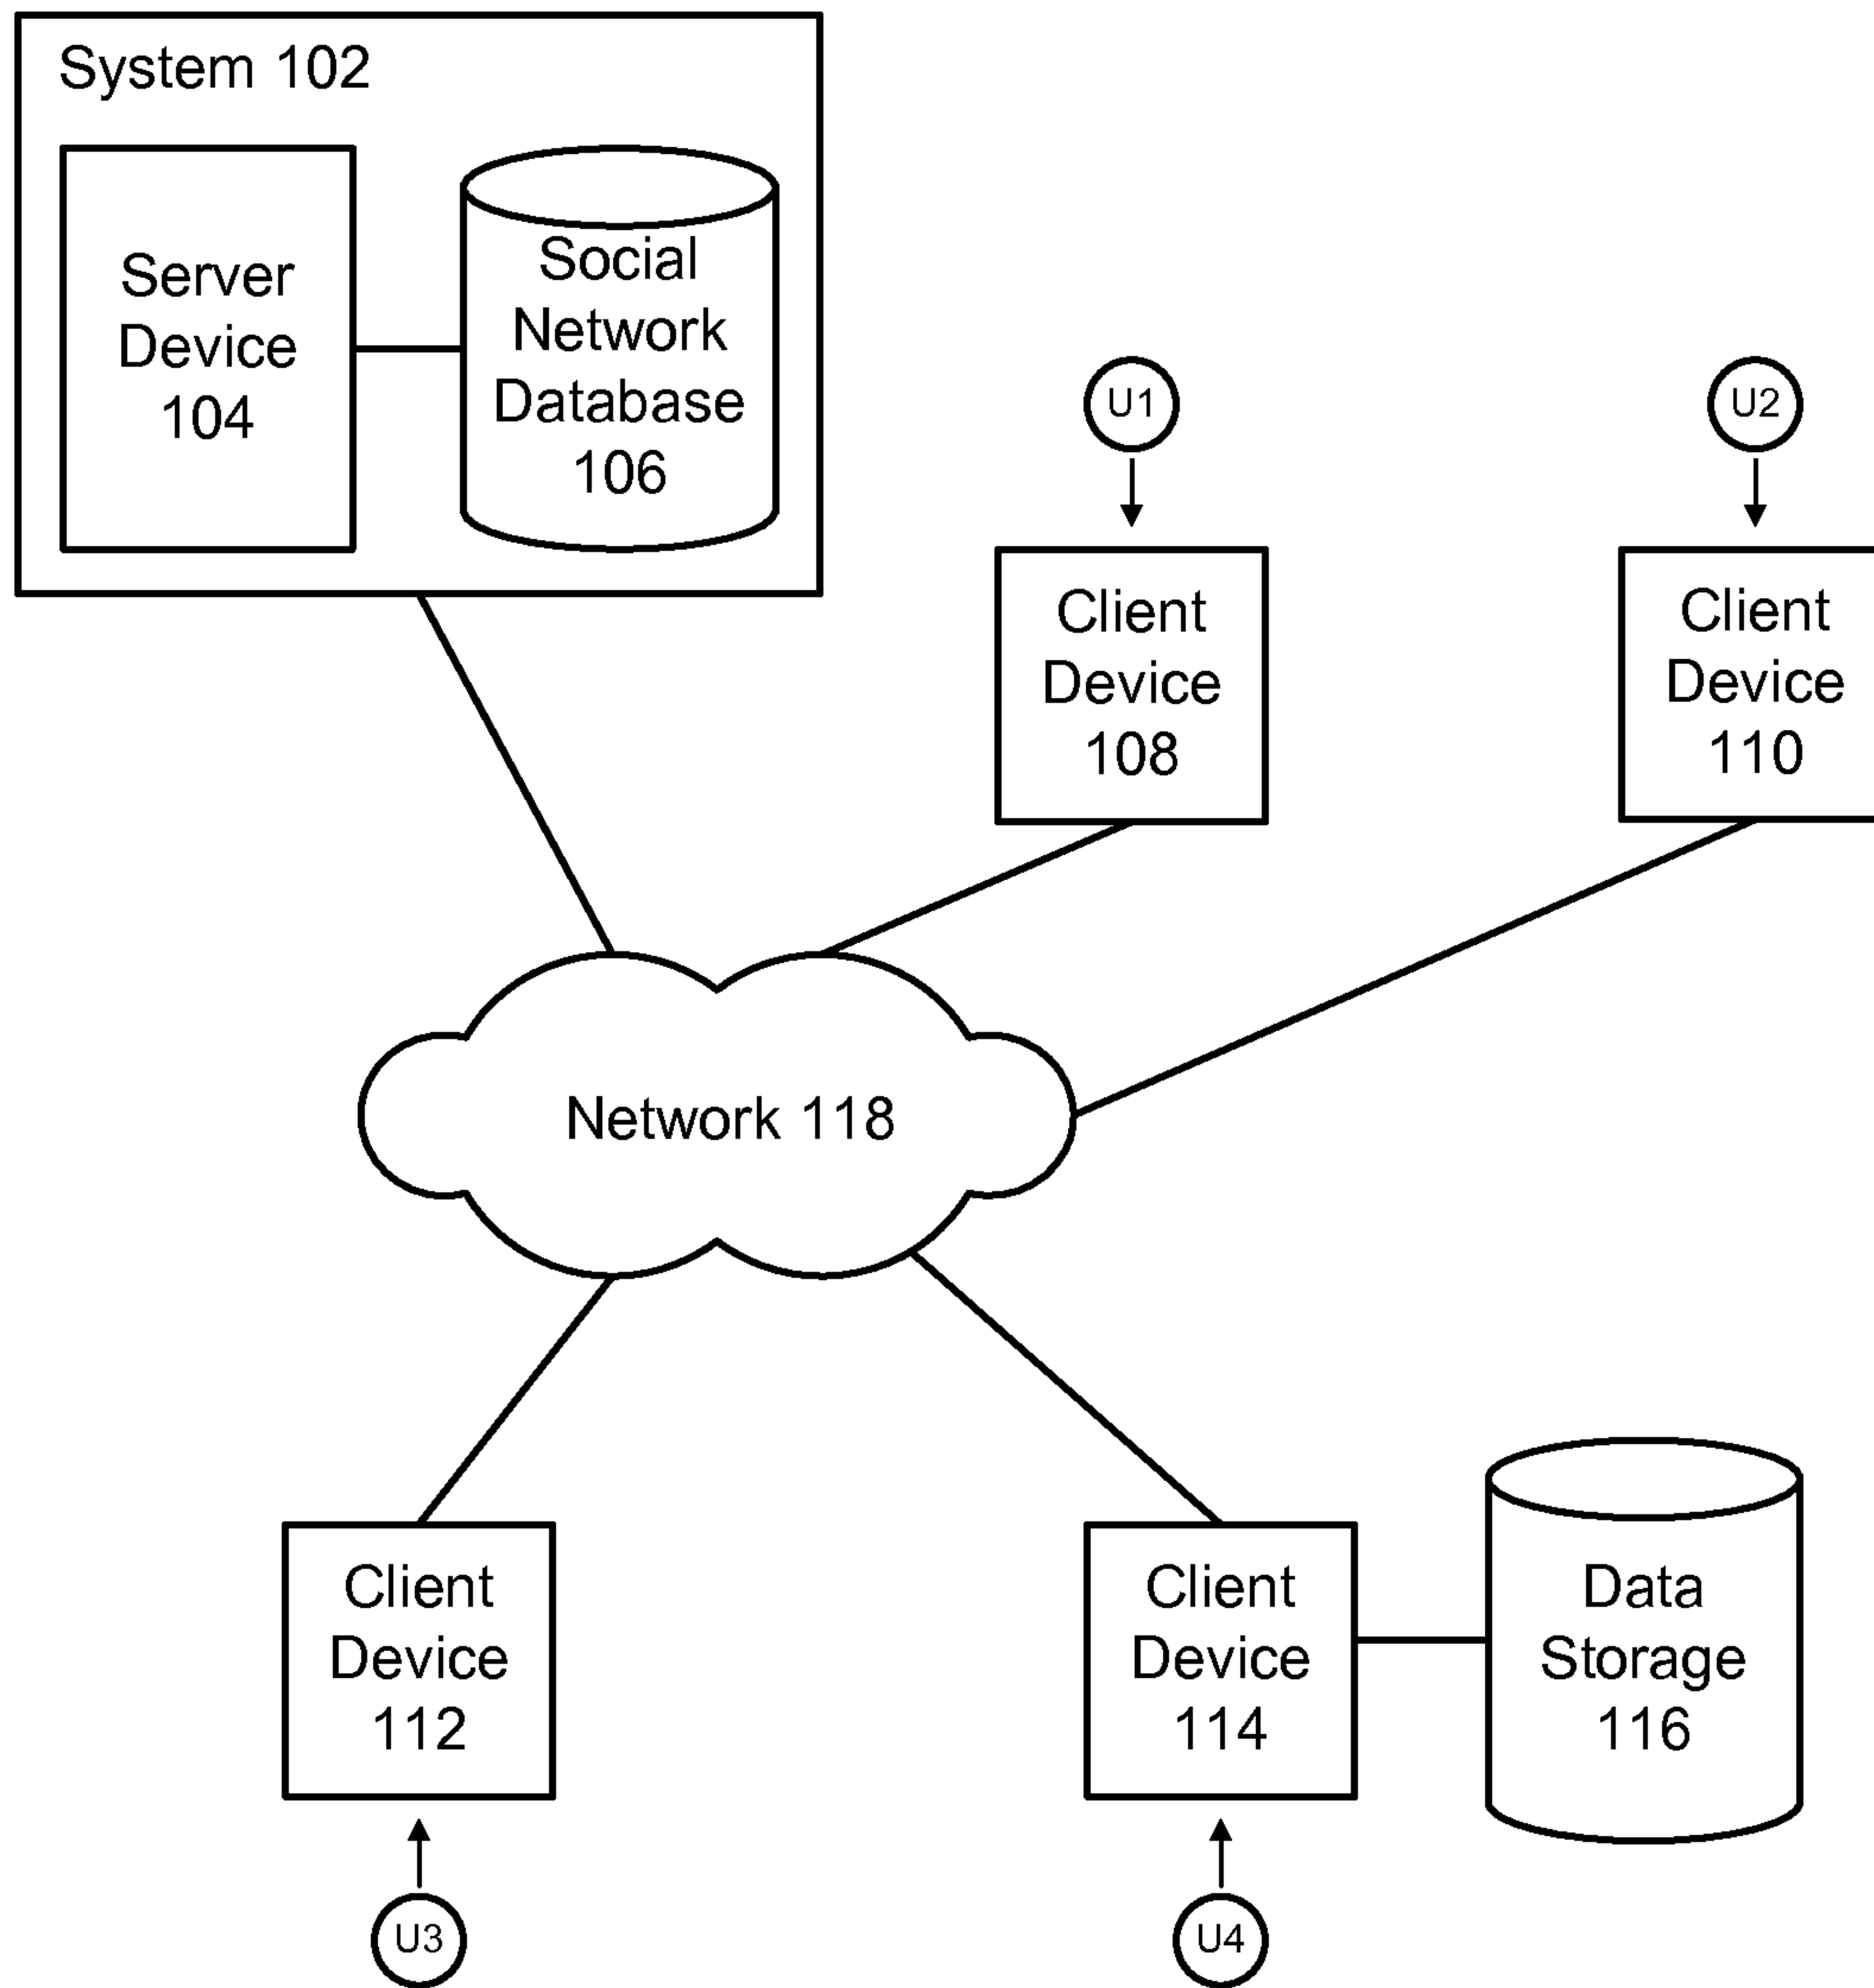 System 102
Server
Device
104
Social
Network
Database
106
U1
U2
Client
Device
108
Client
Device
110
Network 118
Client
Device
112
Client
Device
114
Data
Storage
116
U3
U4